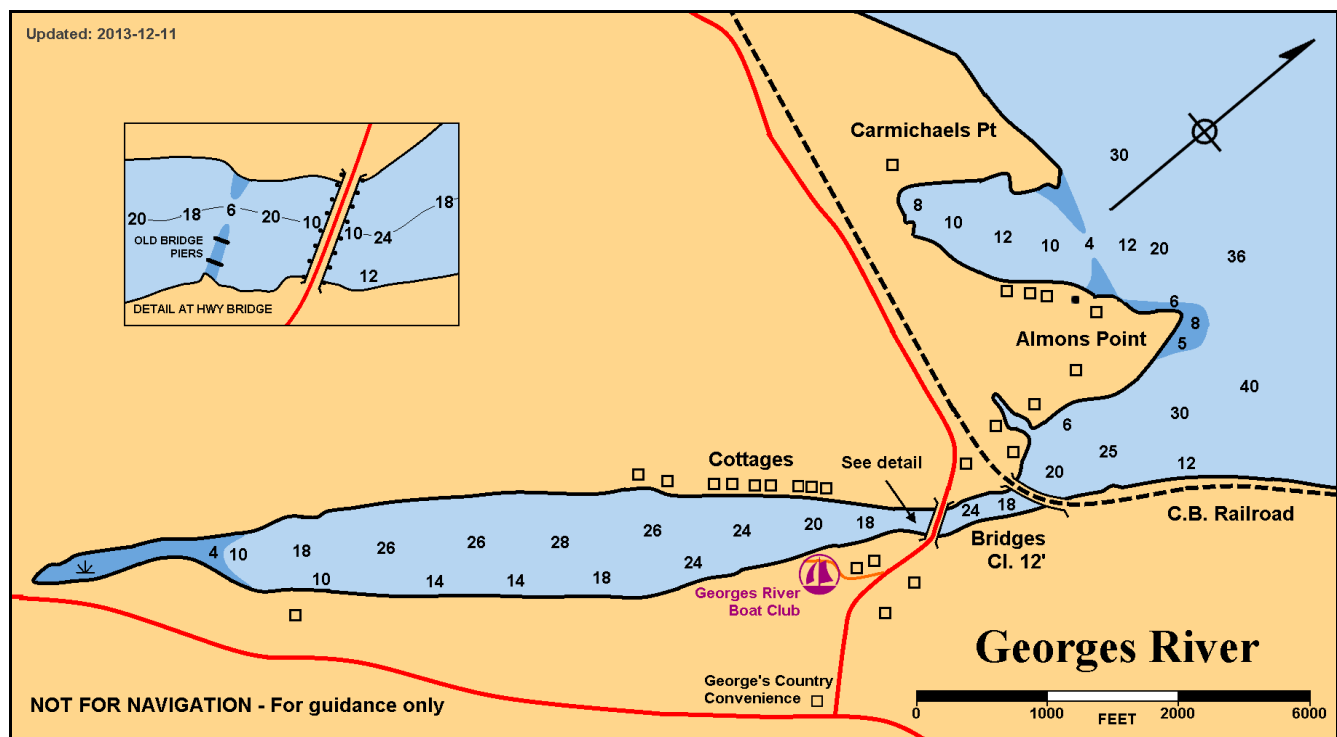 Updated: 2013-12-11
Carmichaels Pt
30
8
10
12
10
4
12
20
36
20
18
6
20
10
10
24
18
12
OLD BRIDGE
PIERS
DETAIL AT HWY BRIDGE
6
8
5
Almons Point
40
30
6
25
20
12
C.B. Railroad
Cottages
See detail
24
18
Bridges
Cl. 12'
4
10
18
26
26
28
26
24
20
18
10
14
14
18
24
Georges River
Boat Club
Georges River
George's Country
Convenience
NOT FOR NAVIGATION - For guidance only
0
1000
2000
6000
FEET